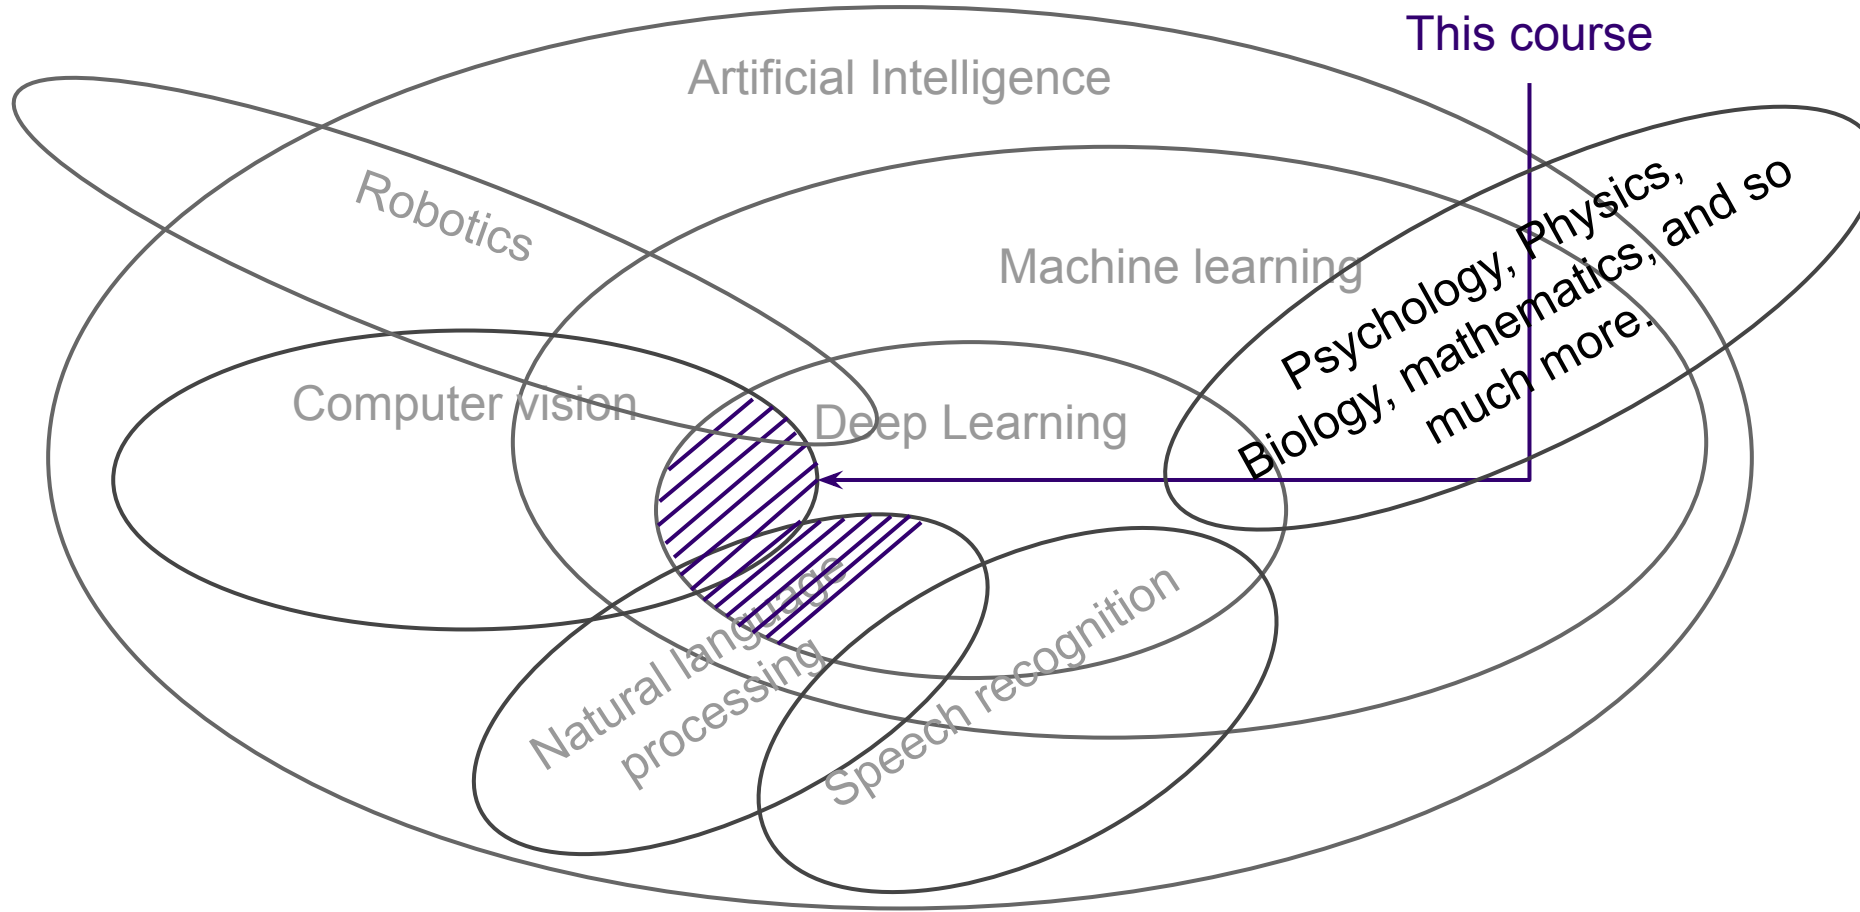 This course
Artificial Intelligence
Robotics
Machine learning
Psychology, Physics,
Biology, mathematics, and so
much more.
Computer vision
Deep Learning
Natural language
processing
Speech recognition